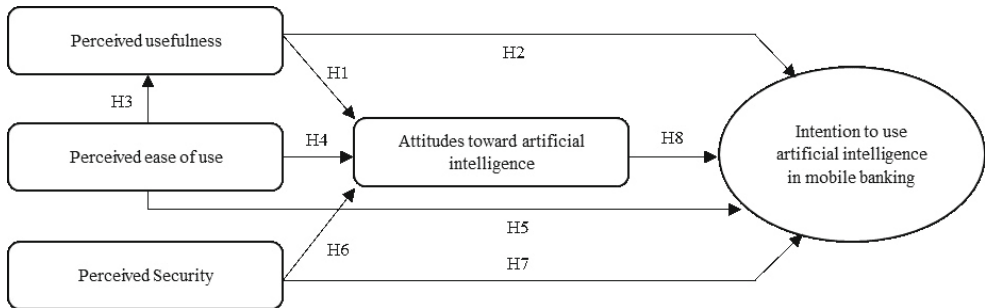 Perceived usefulness
H2
H1
H3
Perceived ease of use
H4
Attitudes toward artificial
intelligence
H8
Intention to use
artificial intelligence
in mobile banking
H5
H6
Perceived Security
H7